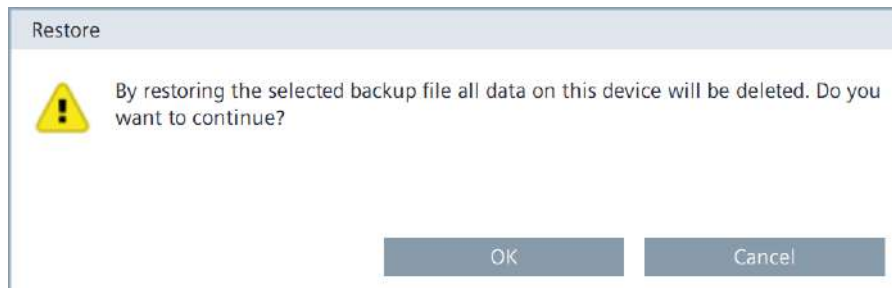 Restore
By restoring the selected backup file all data on this device will be deleted. Do you
want to continue?
OK
Cancel